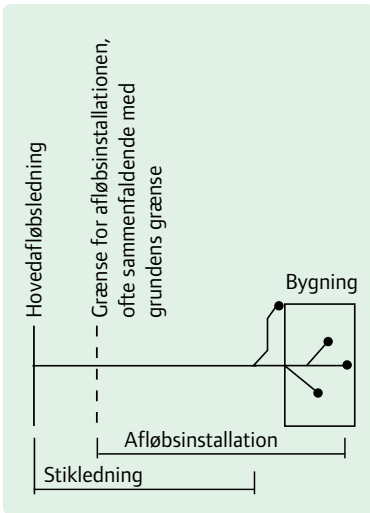 Hovedafløbsledning
Grænse for afløbsinstallationen,
ofte sammenfaldende med
grundens grænse
Bygning
Afløbsinstallation
Stikledning